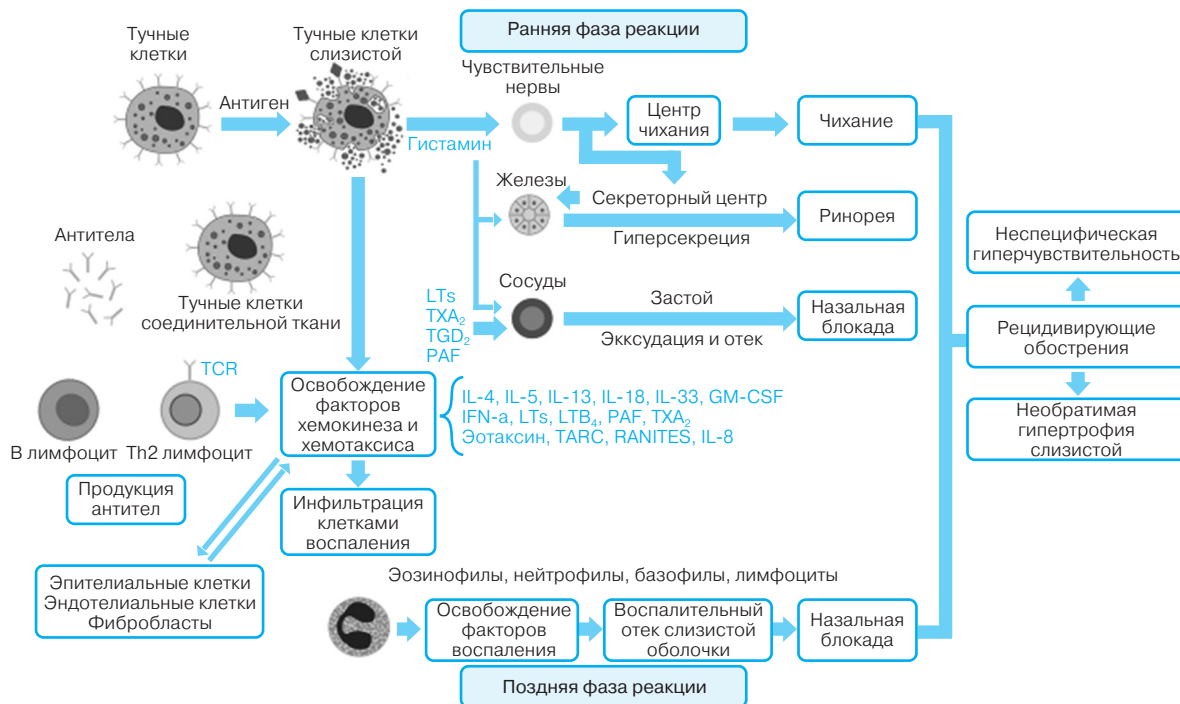 Ранняя фаза реакции
Тучные
клетки
Тучные клетки
слизистой
Чувствительные
нервы
Антиген
Гистамин
Центр
чихания
Чихание
Железы
Секреторный центр
Гиперсекреция
Ринорея
Антитела
Тучные клетки
соединительной ткани
LTs
TXA₂
TGD₂
PAF
Сосуды
Застой
Экксудация и отек
Назальная
блокада
Неспецифическая
гиперчувствительность
Рецидивирующие
обострения
Необратимая
гипертрофия
слизистой
TCR
В лимфоцит
Th2 лимфоцит
Освобождение
факторов
хемокинеза и
хемотаксиса
IL-4, IL-5, IL-13, IL-18, IL-33, GM-CSF
IFN-a, LTs, LTB₄, PAF, TXA₂
Эотаксин, TARC, RANITES, IL-8
Продукция
антител
Инфильтрация
клетками
воспаления
Эпителиальные клетки
Эндотелиальные клетки
Фибробласты
Эозинофилы, нейтрофилы, базофилы, лимфоциты
Освобождение
факторов
воспаления
Воспалительный
отек слизистой
оболочки
Назальная
блокада
Поздняя фаза реакции